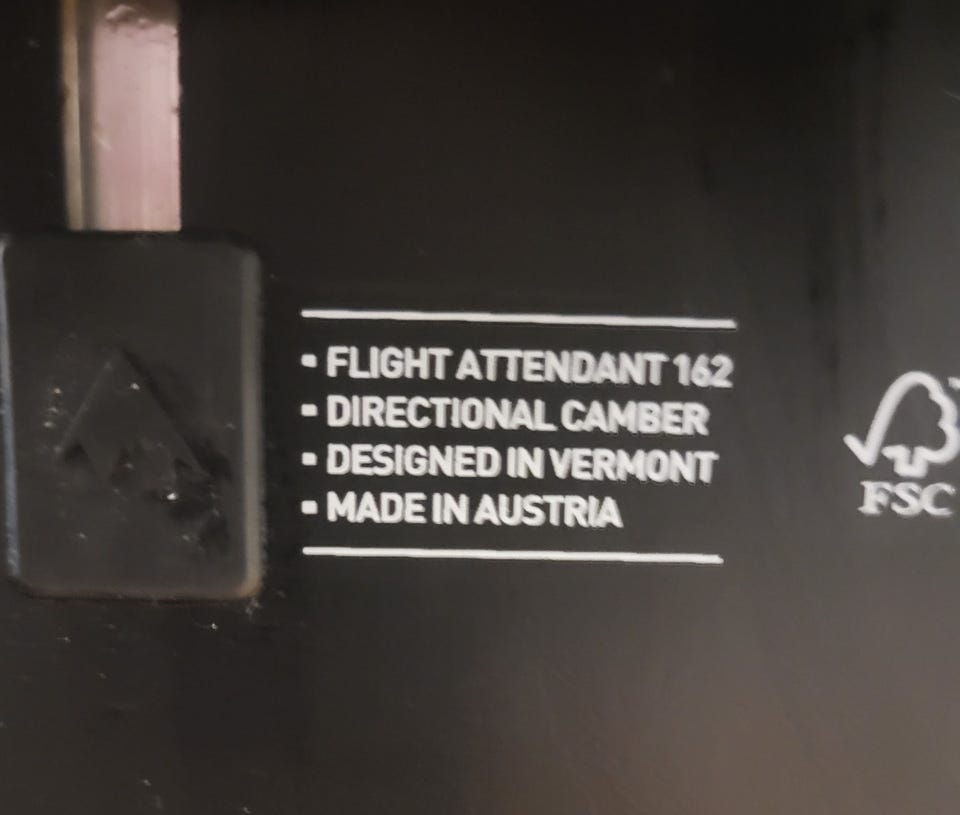 ▪ FLIGHT ATTENDANT 162
▪ DIRECTIONAL CAMBER
▪ DESIGNED IN VERMONT
▪ MADE IN AUSTRIA
FSC